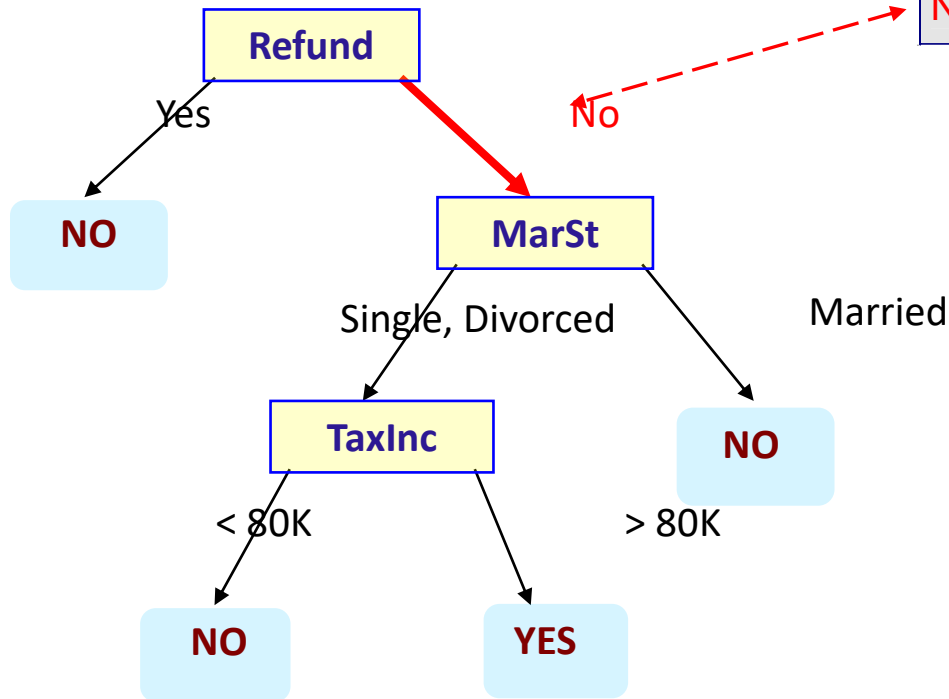 Refund
Yes
No
NO
MarSt
Single, Divorced
Married
TaxInc
NO
< 80K
> 80K
NO
YES